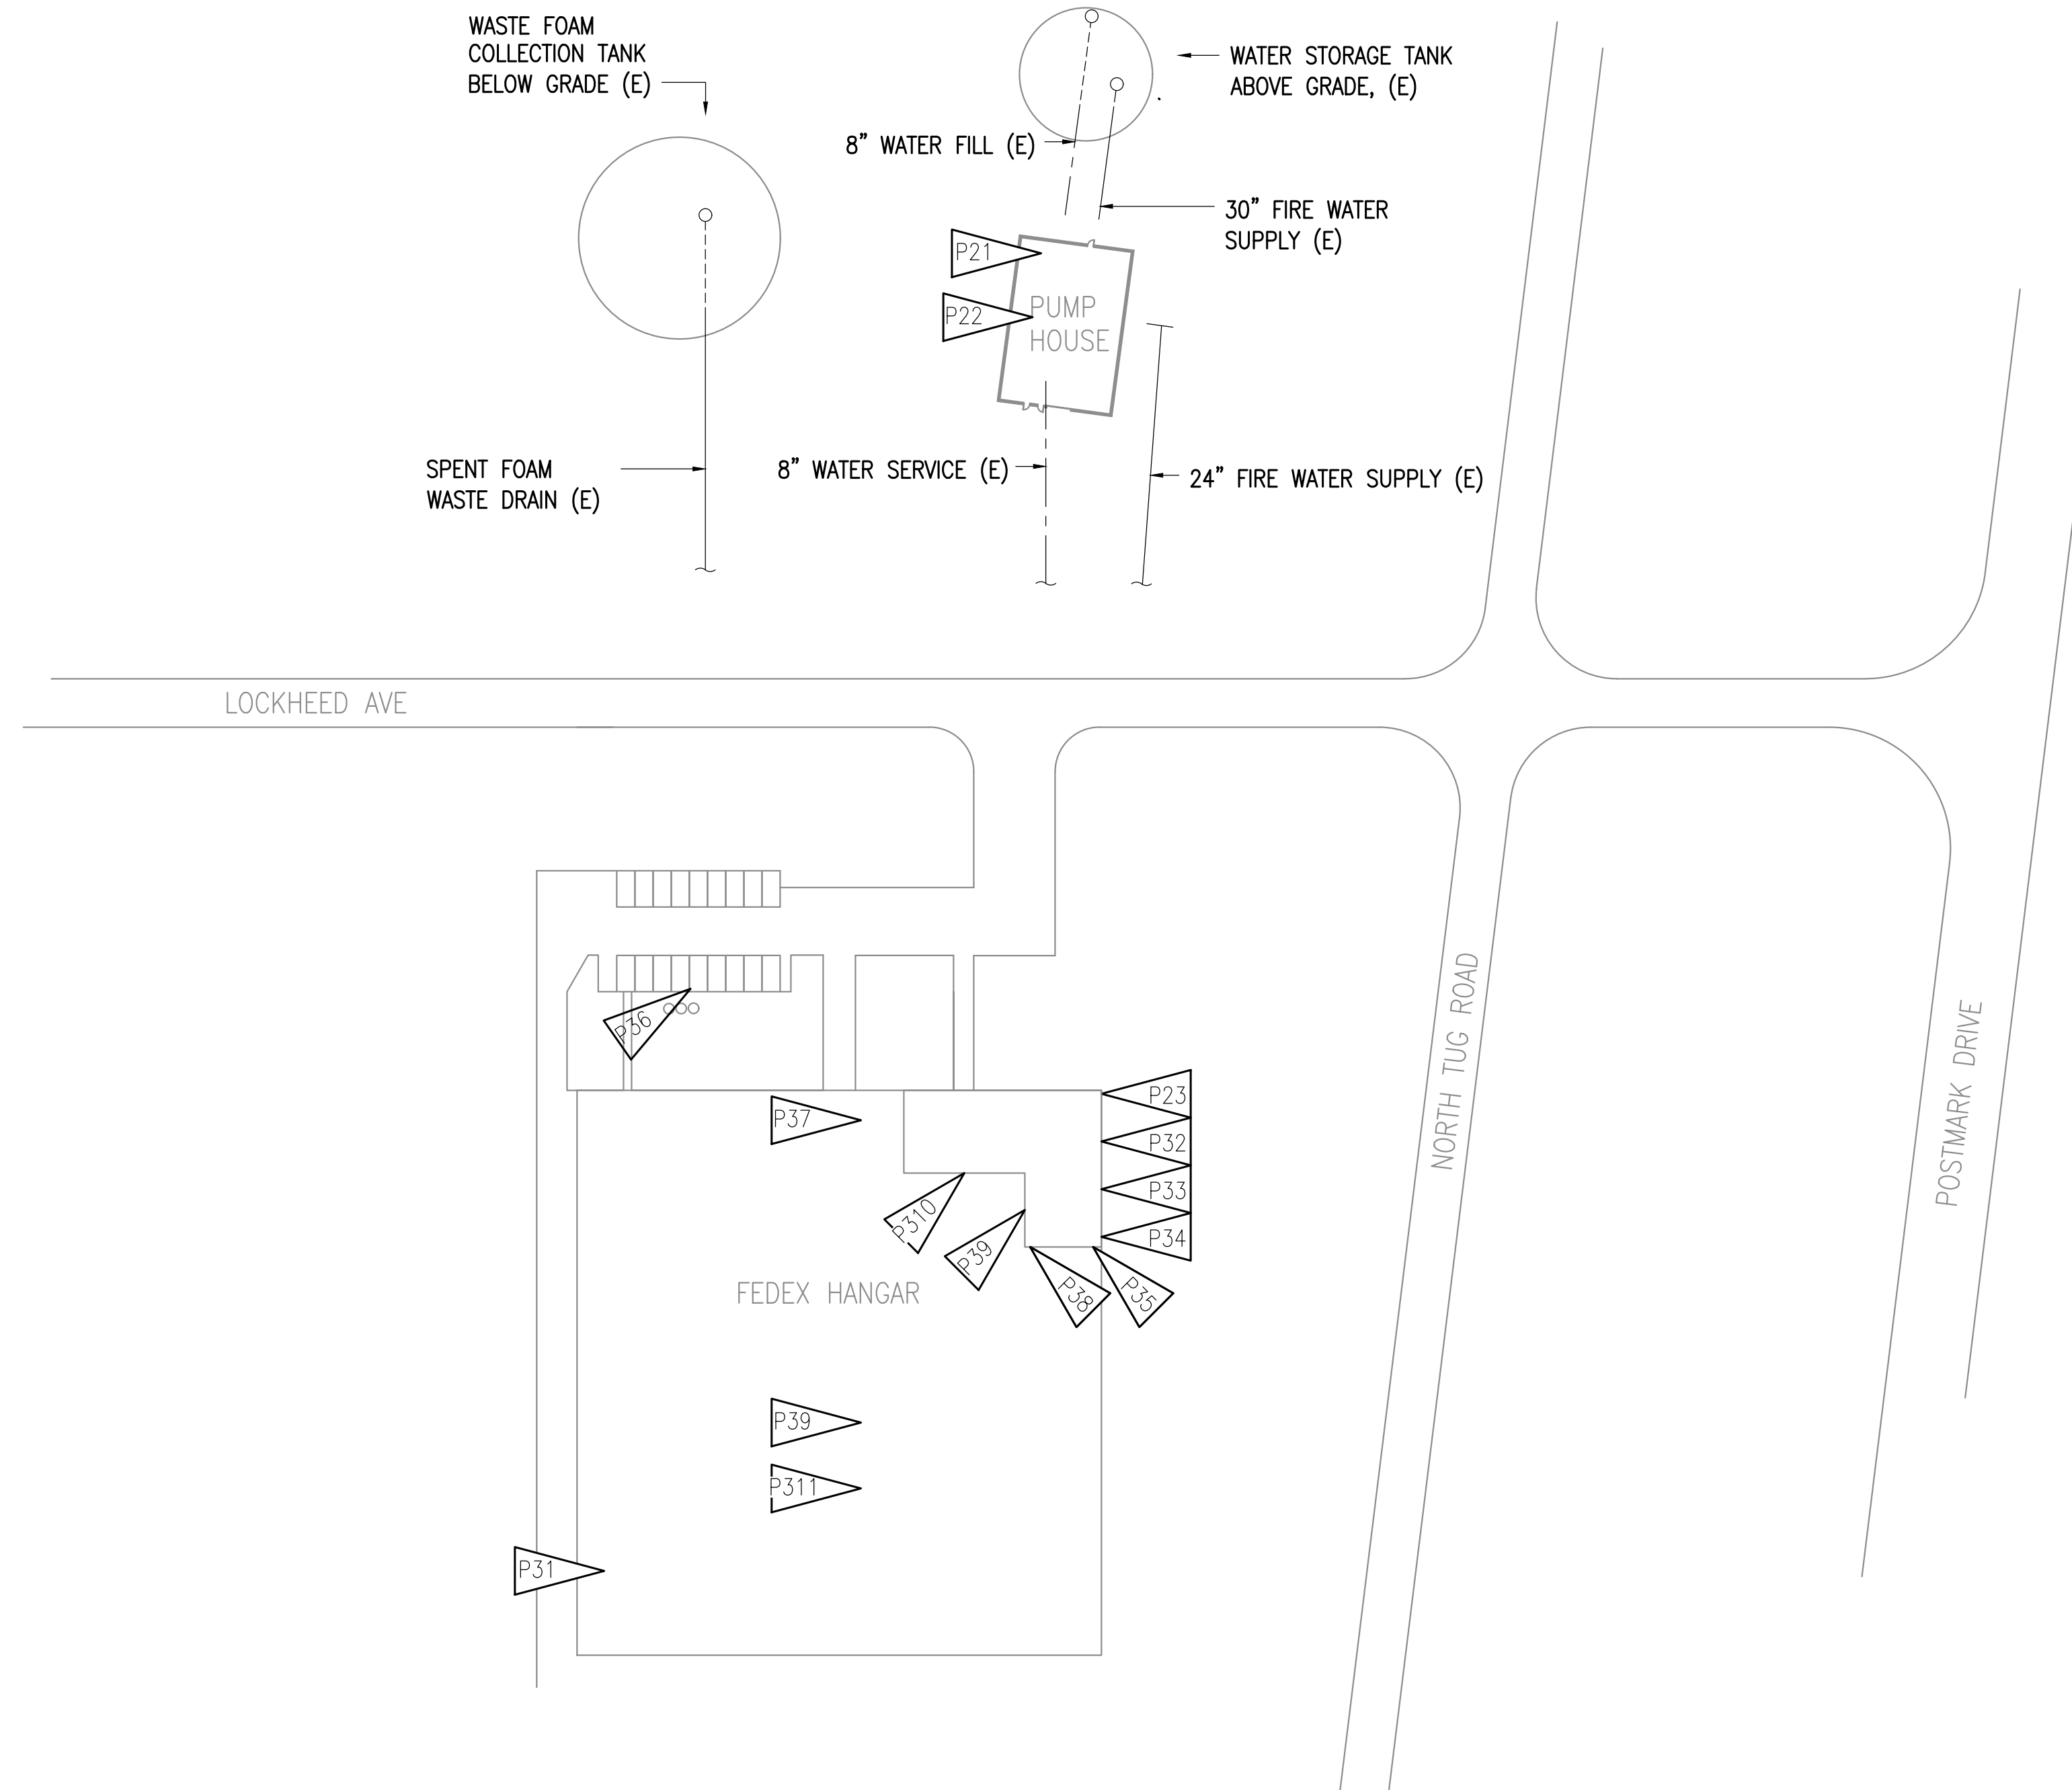 WASTE FOAM
COLLECTION TANK
BELOW GRADE (E)
WATER STORAGE TANK
ABOVE GRADE, (E)
8" WATER FILL (E)
30" FIRE WATER
SUPPLY (E)
P21
P22
PUMP
HOUSE
SPENT FOAM
WASTE DRAIN (E)
8" WATER SERVICE (E)
24" FIRE WATER SUPPLY (E)
LOCKHEED AVE
NORTH TUG ROAD
POSTMARK DRIVE
P36
P37
P23
P32
P33
P34
P310
P39
P38
P35
FEDEX HANGAR
P39
P311
P31